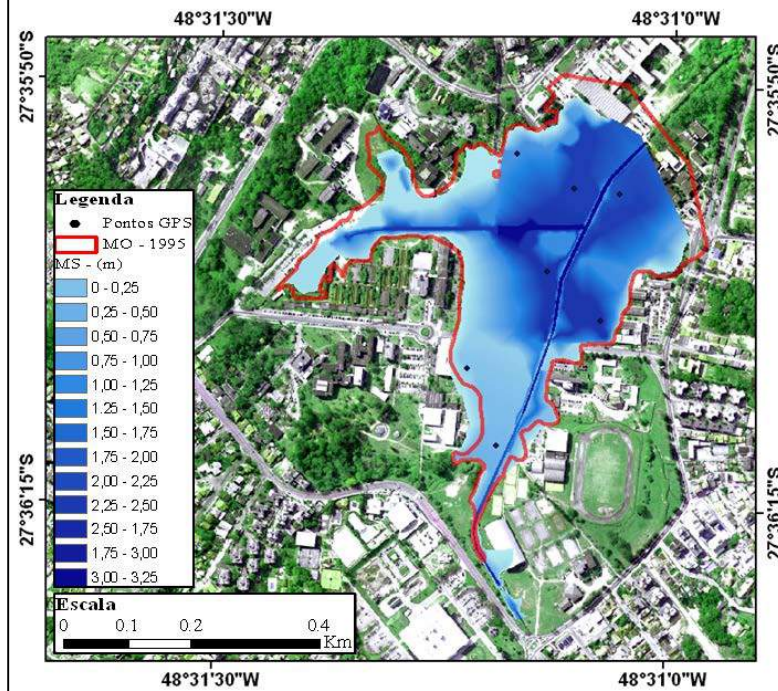 48°31'30"W 48°31'0"W
27°35'50"S 27°35'50"S
Legenda
Pontos GPS
MO - 1995
MS - (m)
0 - 0,25
0,25 - 0,50
0,50 - 0,75
0,75 - 1,00
1,00 - 1,25
1.25 - 1,50
1,50 - 1,75
1,75 - 2,00
2,00 - 2,25
2,25 - 2,50
2,50 - 1,75
1,75 - 3,00
3,00 - 3,25
27°36'15"S 27°36'15"S
Escala
0 0.1 0.2 0.4
Km
48°31'30"W 48°31'0"W